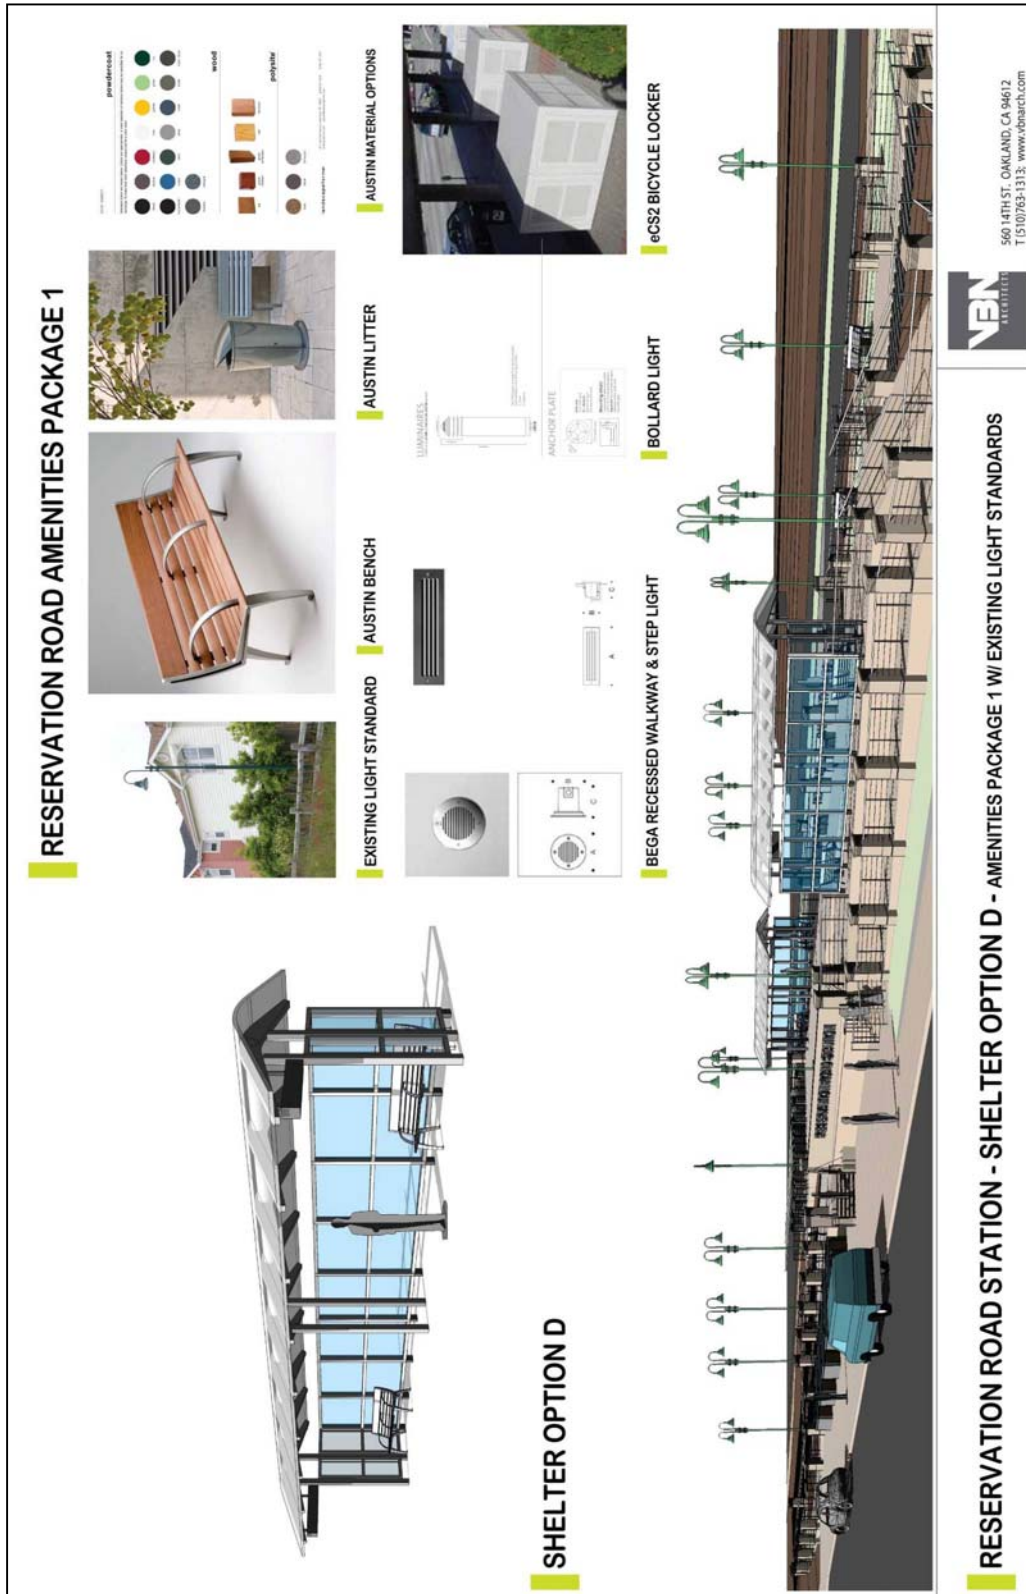 RESERVATION ROAD AMENITIES PACKAGE 1
powdercoat
wood
polysite
EXISTING LIGHT STANDARD
AUSTIN BENCH
AUSTIN LITTER
AUSTIN MATERIAL OPTIONS
LUMINAIRES
ANCHOR PLATE
A
B
C
A
B
C
BEGA RECESSED WALKWAY & STEP LIGHT
BOLLARD LIGHT
eCS2 BICYCLE LOCKER
SHELTER OPTION D
RESERVATION ROAD STATION - SHELTER OPTION D - AMENITIES PACKAGE 1 W/ EXISTING LIGHT STANDARDS
VBN
ARCHITECTS
560 14TH ST. OAKLAND, CA 94612
T (510)763-1313; www.vbnarch.com